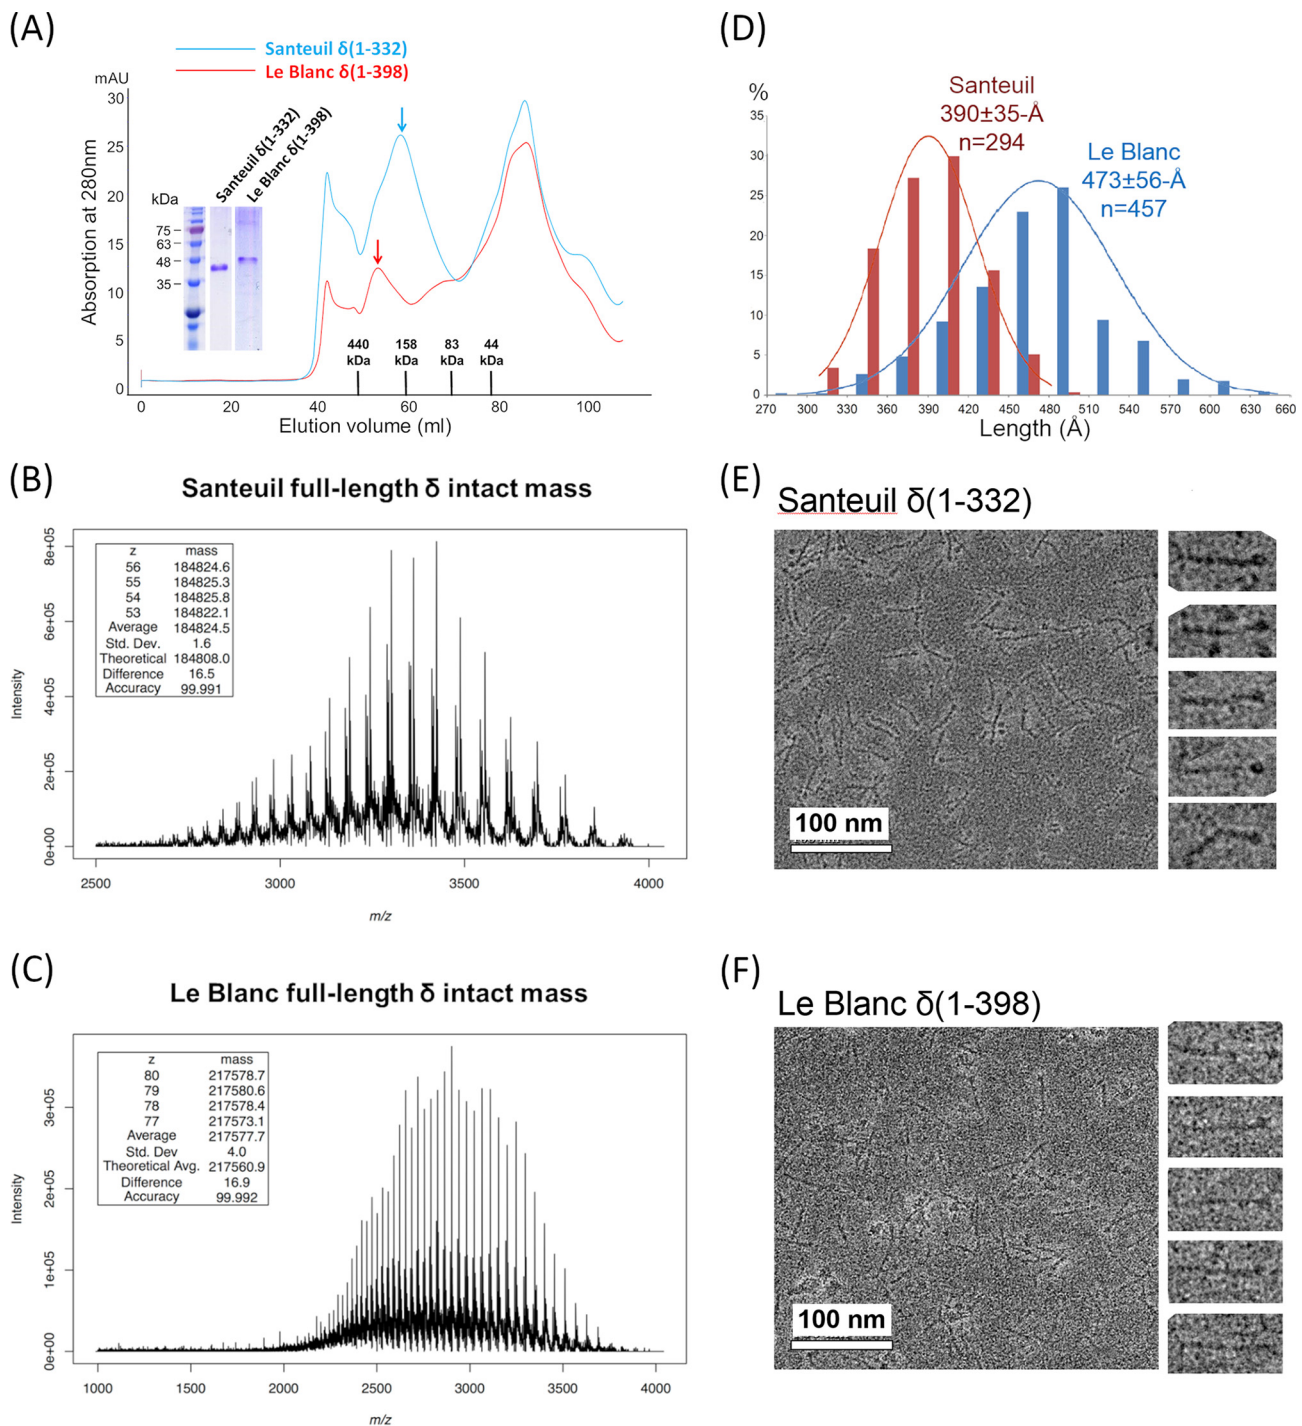 (A)
Santeuil δ(1-332)
Le Blanc δ(1-398)
mAU
30
25
20
15
10
5
0
Absorption at 280nm
Santeuil δ(1-332)
Le Blanc δ(1-398)
kDa
75
63
48
35
440 kDa
158 kDa
83 kDa
44 kDa
0 20 40 60 80 100
Elution volume (ml)
(B)
Santeuil full-length δ intact mass
z mass
56 184824.6
55 184825.3
54 184825.8
53 184822.1
Average 184824.5
Std. Dev. 1.6
Theoretical 184808.0
Difference 16.5
Accuracy 99.991
8e+05
6e+05
4e+05
2e+05
0e+00
Intensity
2500 3000 3500 4000
m/z
(C)
Le Blanc full-length δ intact mass
z mass
80 217578.7
79 217580.6
78 217578.4
77 217573.1
Average 217577.7
Std. Dev 4.0
Theoretical Avg. 217560.9
Difference 16.9
Accuracy 99.992
3e+05
2e+05
1e+05
0e+00
Intensity
1000 1500 2000 2500 3000 3500 4000
m/z
(D)
%
35
30
25
20
15
10
5
0
Santeuil
390±35-Å
n=294
Le Blanc
473±56-Å
n=457
270 300 330 360 390 420 450 480 510 540 570 600 630 660
Length (Å)
(E)
Santeuil δ(1-332)
100 nm
(F)
Le Blanc δ(1-398)
100 nm